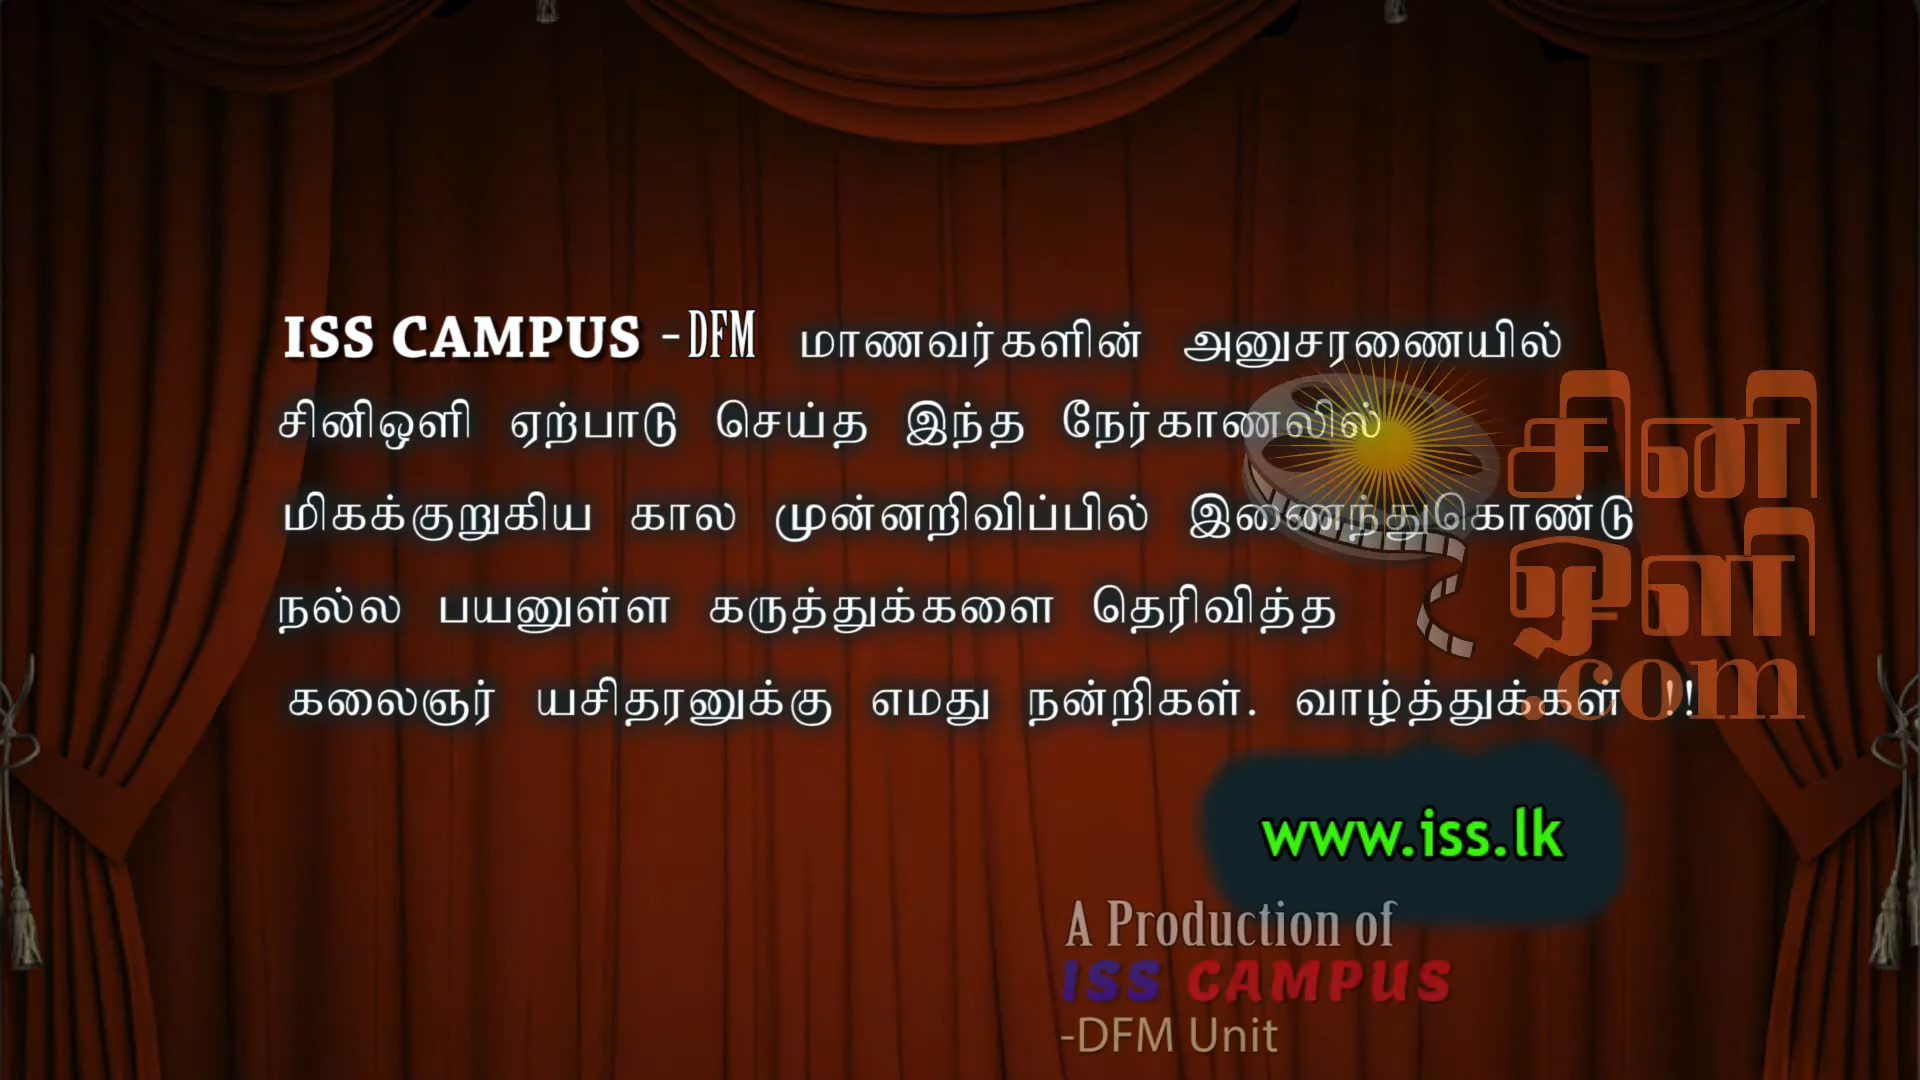 ISS CAMPUS - DFM மாணவர்களின் அனுசரணையில்
சினிஒளி ஏற்பாடு செய்த இந்த நேர்காணலில்
மிகக்குறுகிய கால முன்னறிவிப்பில் இணைந்துகொண்டு
நல்ல பயனுள்ள கருத்துக்களை தெரிவித்த
கலைஞர் யசிதரனுக்கு எமது நன்றிகள். வாழ்த்துக்கள் !!
சினி
ஒளி
.com
www.iss.lk
A Production of
ISS CAMPUS
-DFM Unit